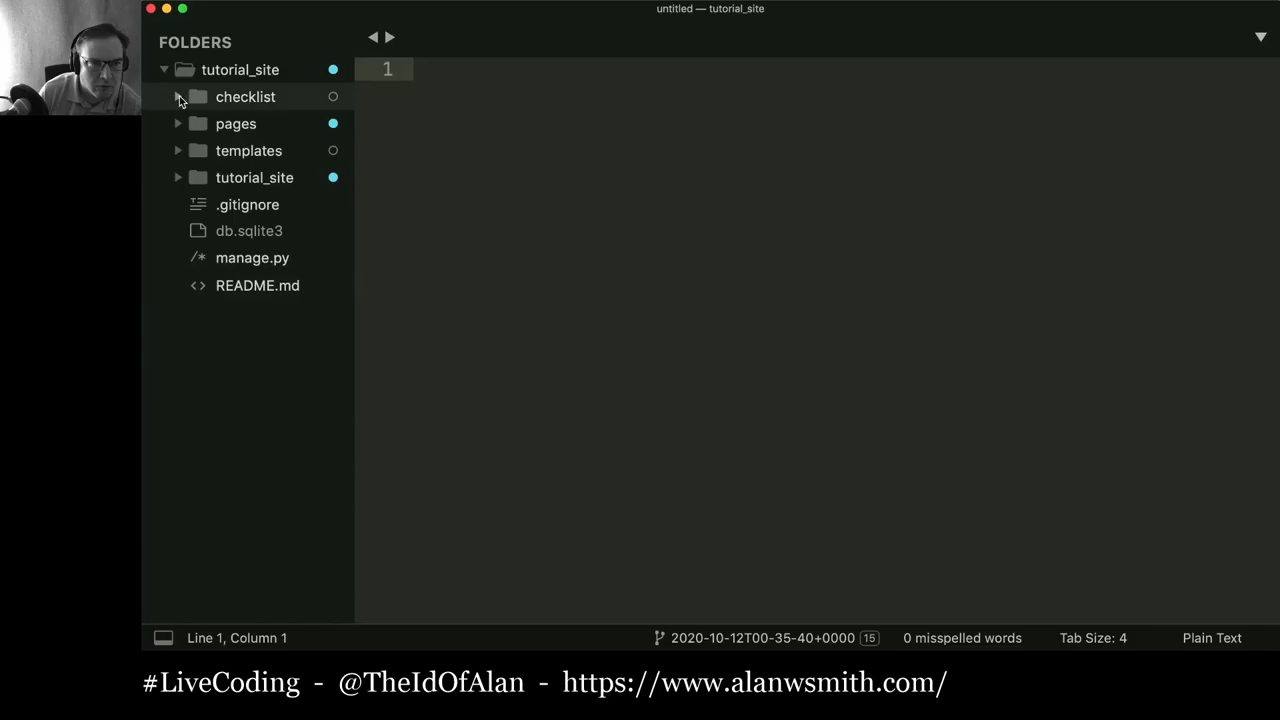 untitled — tutorial_site
FOLDERS
tutorial_site
checklist
pages
templates
tutorial_site
.gitignore
db.sqlite3
manage.py
README.md
1
Line 1, Column 1
2020-10-12T00-35-40+0000 15
0 misspelled words
Tab Size: 4
Plain Text
#LiveCoding - @TheIdOfAlan - https://www.alanwsmith.com/